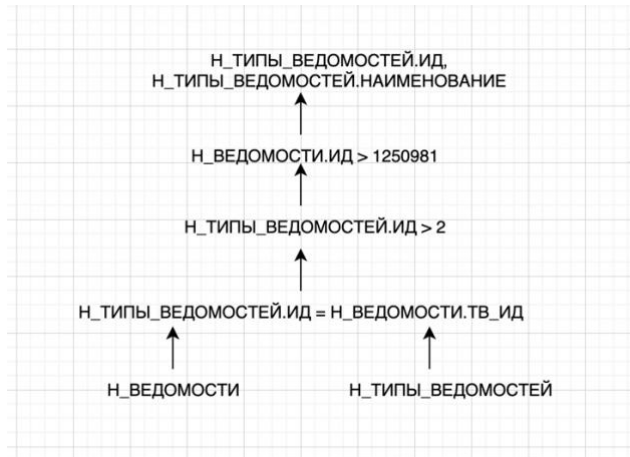 Н_ТИПЫ_ВЕДОМОСТЕЙ.ИД,
Н_ТИПЫ_ВЕДОМОСТЕЙ.НАИМЕНОВАНИЕ
Н_ВЕДОМОСТИ.ИД > 1250981
Н_ТИПЫ_ВЕДОМОСТЕЙ.ИД > 2
Н_ТИПЫ_ВЕДОМОСТЕЙ.ИД = Н_ВЕДОМОСТИ.ТВ_ИД
Н_ВЕДОМОСТИ
Н_ТИПЫ_ВЕДОМОСТЕЙ